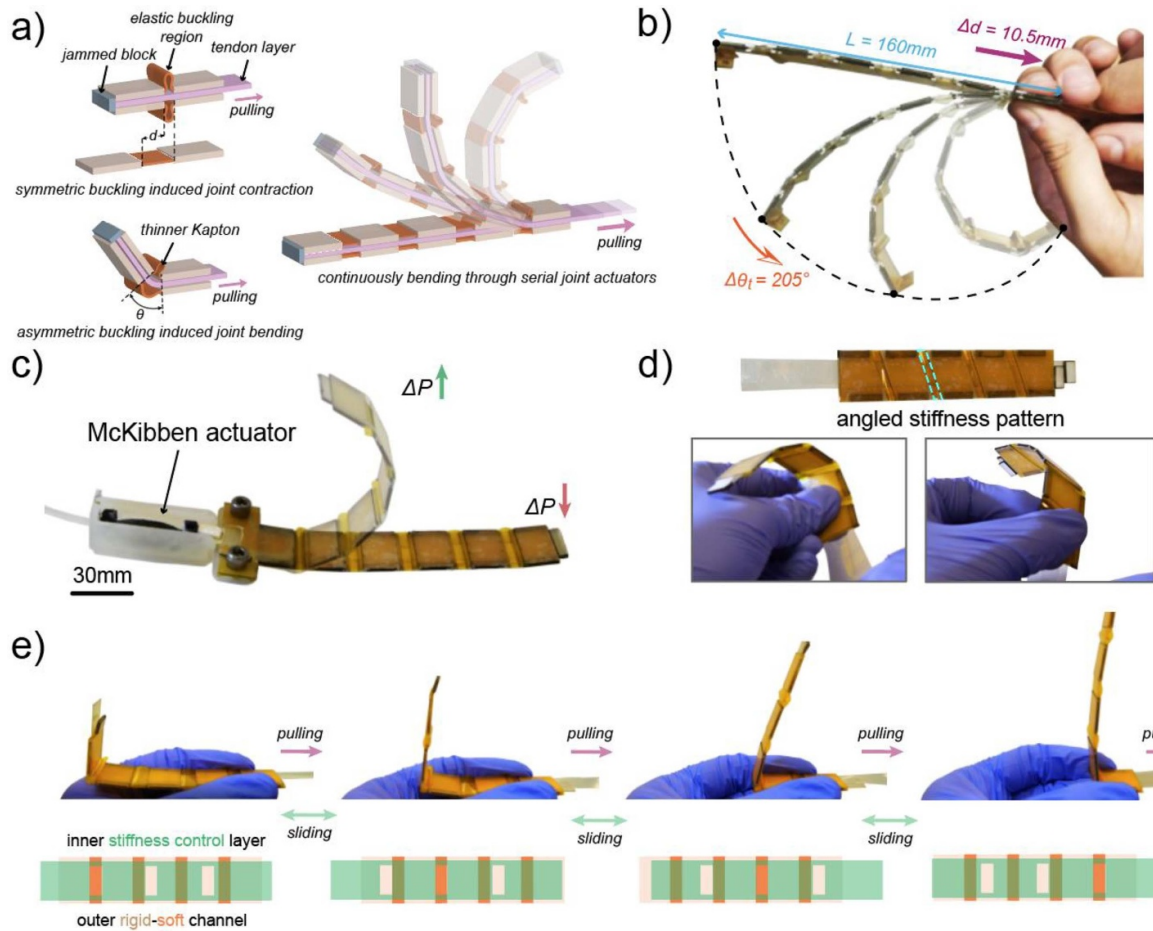 a)
elastic buckling
region
jammed block
tendon layer
pulling
d
symmetric buckling induced joint contraction
thinner Kapton
pulling
θ
asymmetric buckling induced joint bending
pulling
continuously bending through serial joint actuators
b)
L = 160mm
Δd = 10.5mm
Δθt = 205°
c)
McKibben actuator
ΔP
ΔP
30mm
d)
angled stiffness pattern
e)
pulling
pulling
pulling
sliding
sliding
sliding
inner stiffness control layer
outer rigid-soft channel